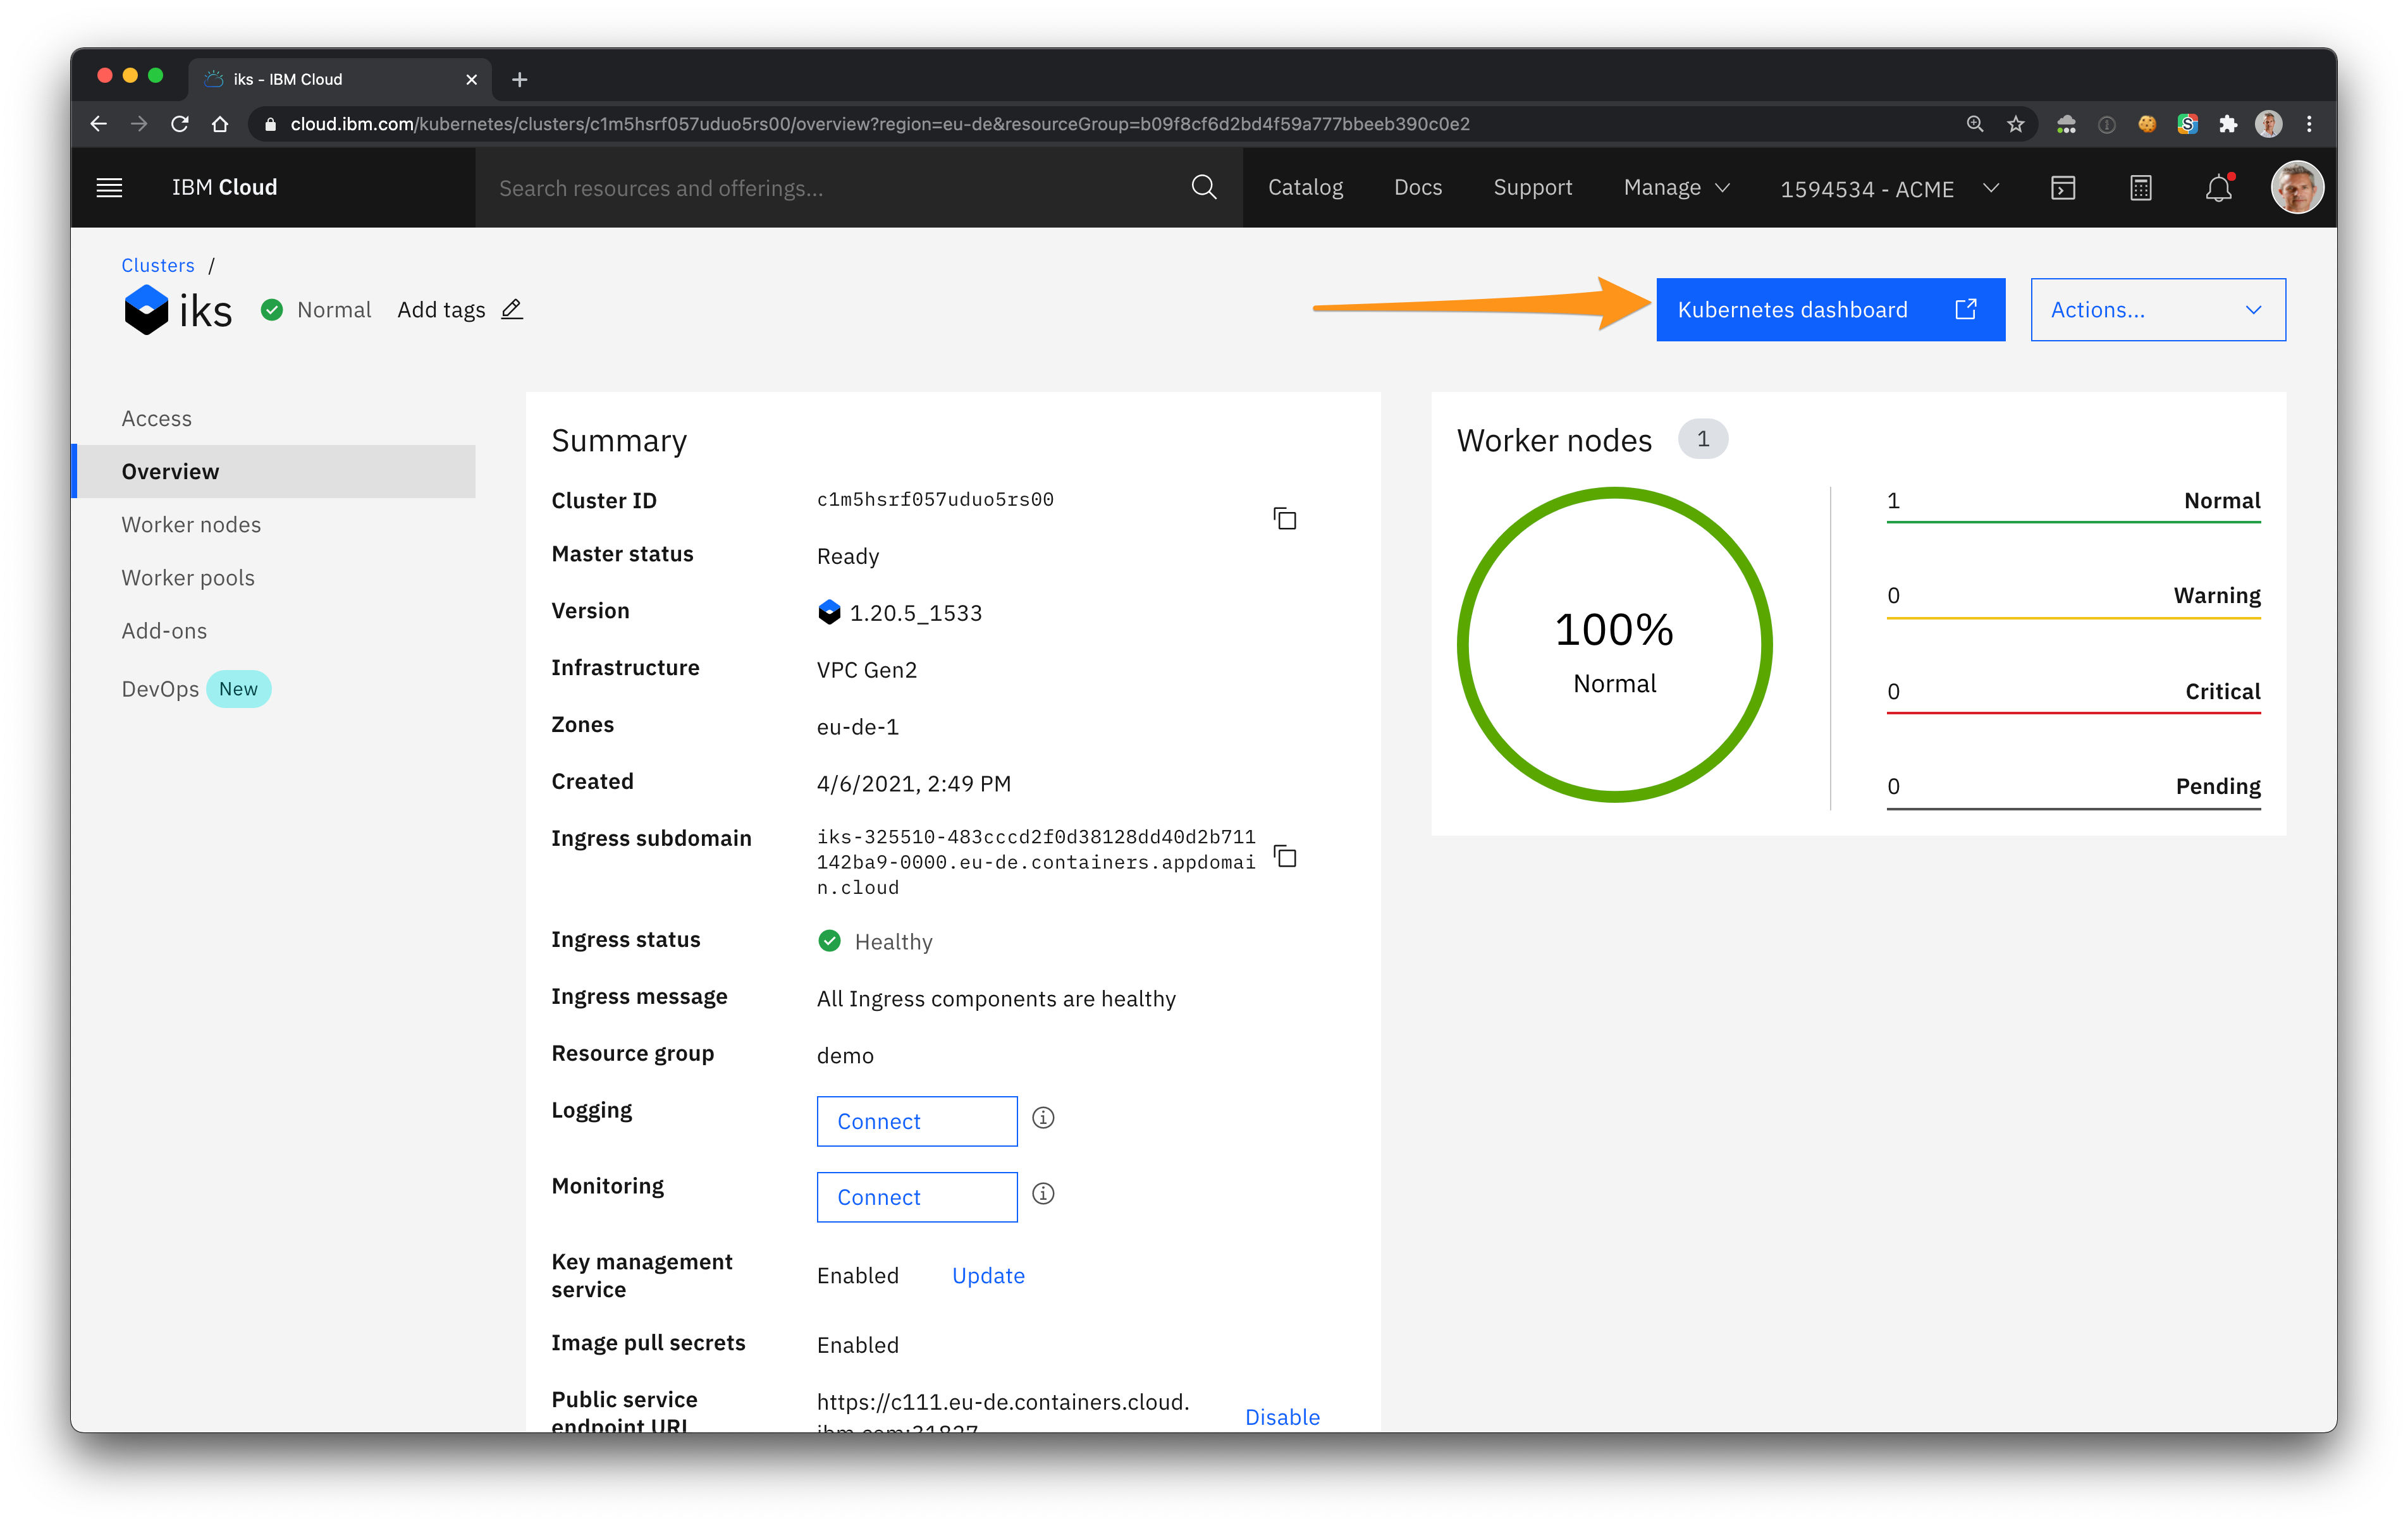 iks - IBM Cloud
cloud.ibm.com/kubernetes/clusters/c1m5hsrf057uduo5rs00/overview?region=eu-de&resourceGroup=b09f8cf6d2bd4f59a777bbeeb390c0e2
IBM Cloud
Search resources and offerings...
Catalog
Docs
Support
Manage
1594534 - ACME
Clusters /
iks
Normal
Add tags
Kubernetes dashboard
Actions...
Access
Overview
Worker nodes
Worker pools
Add-ons
DevOps New
Summary
Cluster ID c1m5hsrf057uduo5rs00
Master status Ready
Version 1.20.5_1533
Infrastructure VPC Gen2
Zones eu-de-1
Created 4/6/2021, 2:49 PM
Ingress subdomain iks-325510-483cccd2f0d38128dd40d2b711
142ba9-0000.eu-de.containers.appdomai
n.cloud
Ingress status Healthy
Ingress message All Ingress components are healthy
Resource group demo
Logging Connect
Monitoring Connect
Key management
service
Enabled Update
Image pull secrets Enabled
Public service
endpoint URL
https://c111.eu-de.containers.cloud.
ibm.com:31827
Disable
Worker nodes 1
100%
Normal
1 Normal
0 Warning
0 Critical
0 Pending